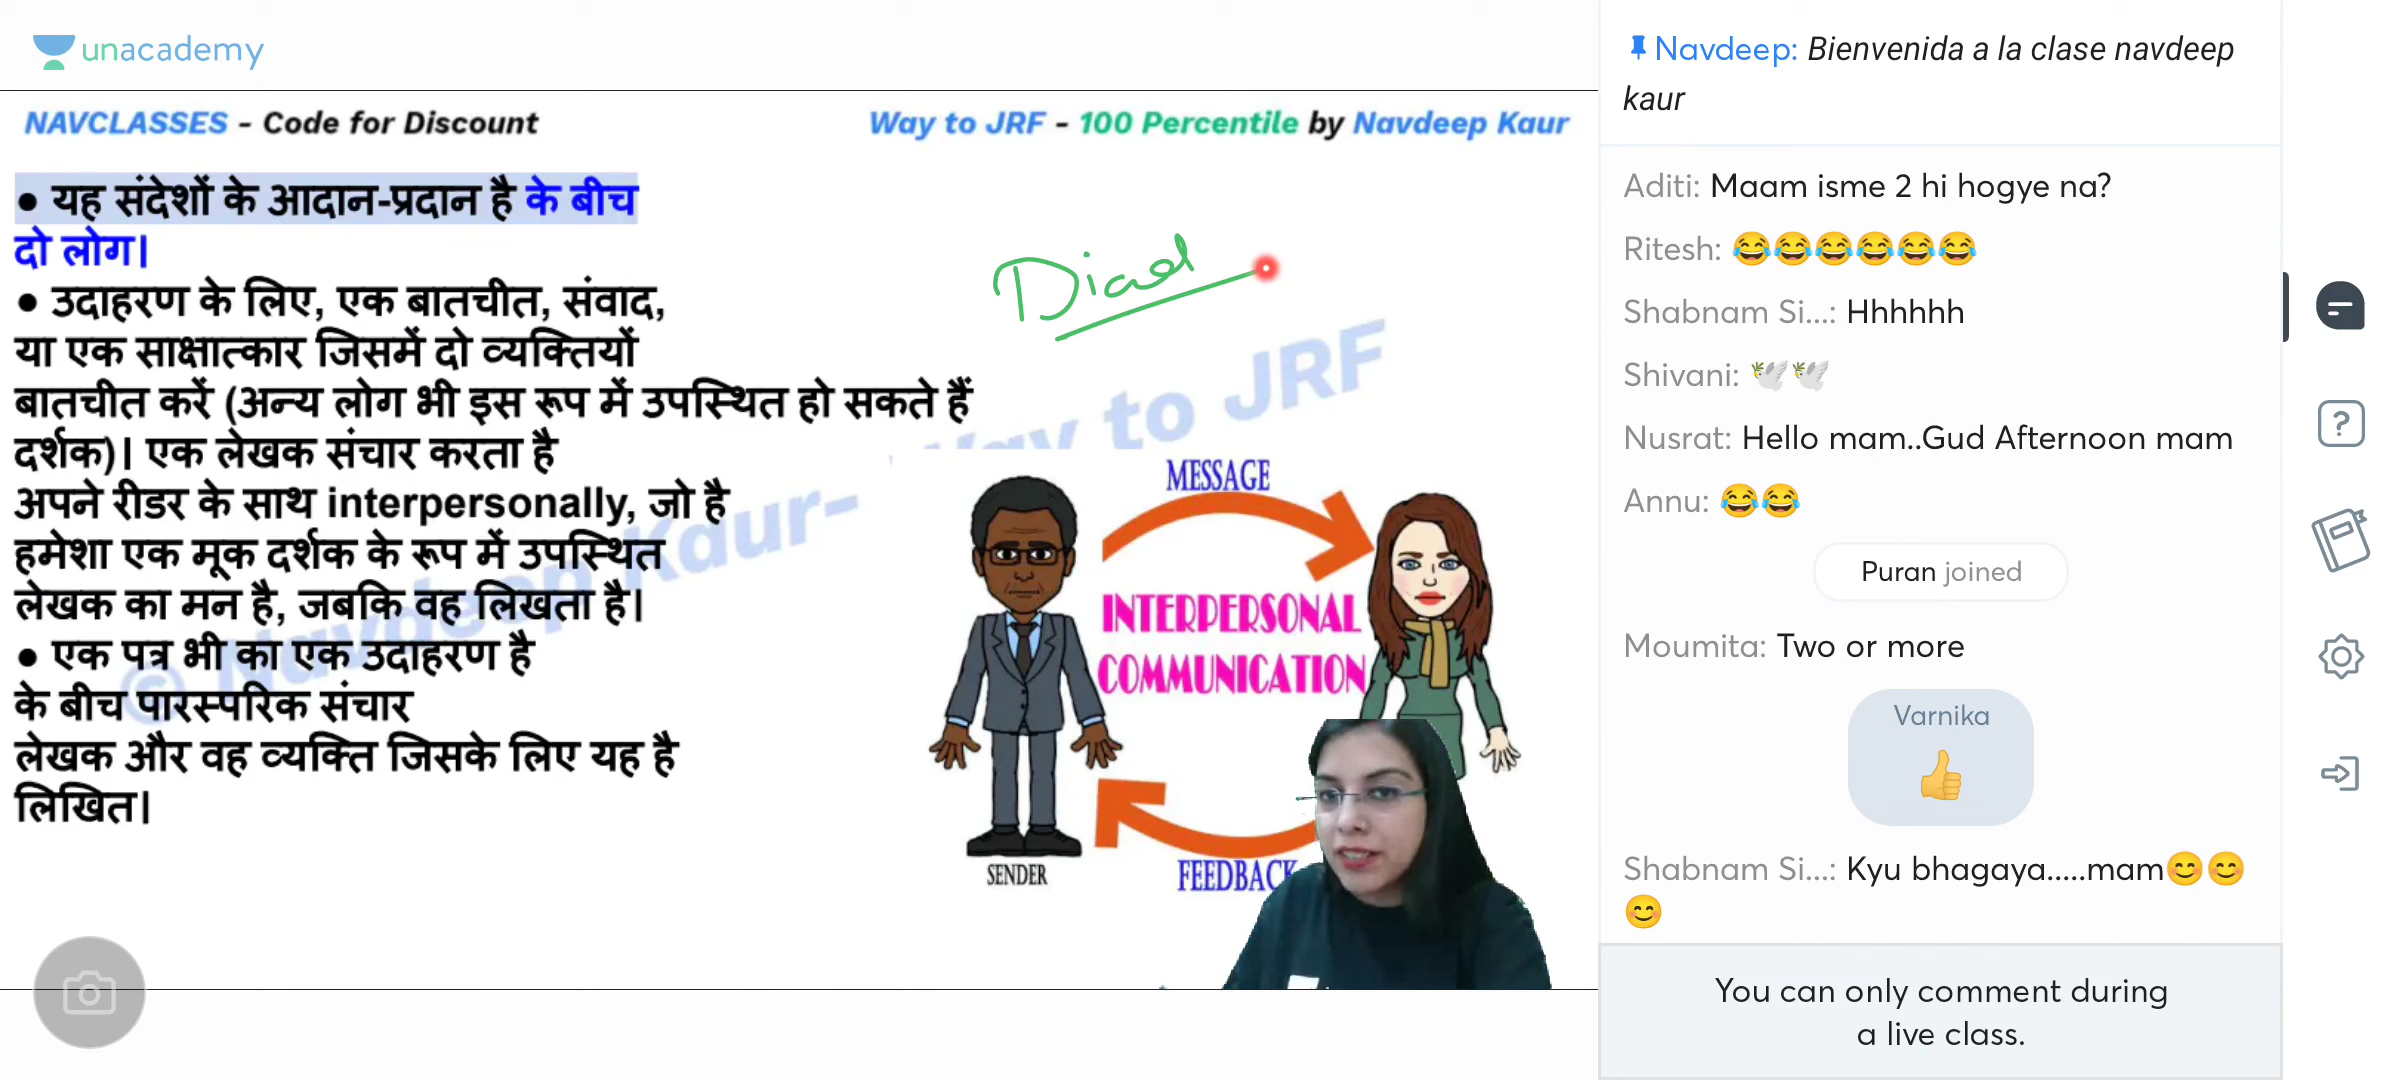 unacademy
NAVCLASSES - Code for Discount
Way to JRF - 100 Percentile by Navdeep Kaur
● यह संदेशों के आदान-प्रदान है के बीच
दो लोग।
● उदाहरण के लिए, एक बातचीत, संवाद,
या एक साक्षात्कार जिसमें दो व्यक्तियों
बातचीत करें (अन्य लोग भी इस रूप में उपस्थित हो सकते हैं
दर्शक)। एक लेखक संचार करता है
अपने रीडर के साथ interpersonally, जो है
हमेशा एक मूक दर्शक के रूप में उपस्थित
लेखक का मन है, जबकि वह लिखता है।
● एक पत्र भी का एक उदाहरण है
के बीच पारस्परिक संचार
लेखक और वह व्यक्ति जिसके लिए यह है
लिखित।
© Navdeep Kaur- Way to JRF
MESSAGE
INTERPERSONAL
COMMUNICATION
SENDER
FEEDBACK
Navdeep: Bienvenida a la clase navdeep
kaur
Aditi: Maam isme 2 hi hogye na?
Ritesh: 😂😂😂😂😂😂
Shabnam Si...: Hhhhhh
Shivani: 🕊️🕊️
Nusrat: Hello mam..Gud Afternoon mam
Annu: 😂😂
Puran joined
Moumita: Two or more
Varnika
👍
Shabnam Si...: Kyu bhagaya.....mam😊😊
😊
You can only comment during
a live class.